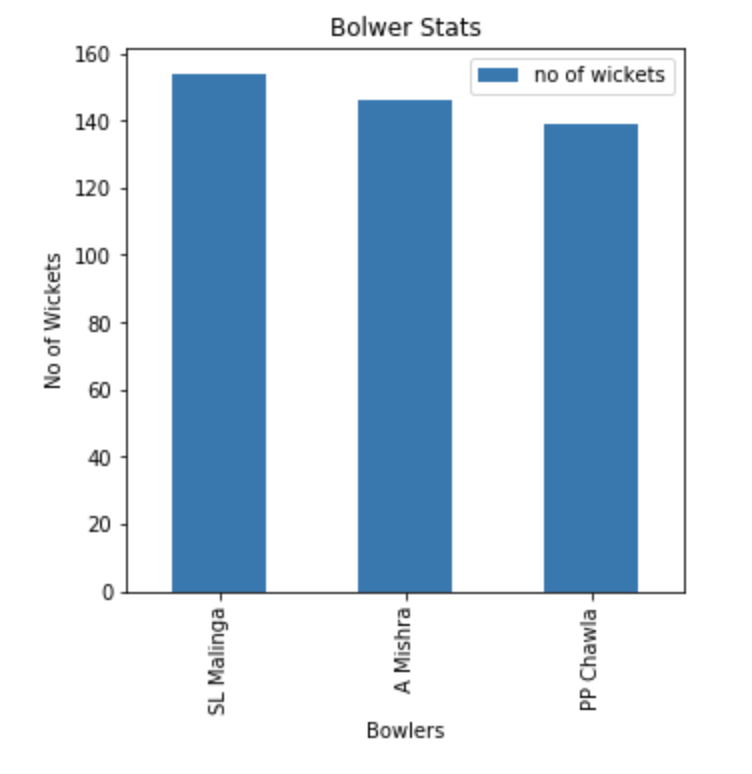 Bolwer Stats
no of wickets
160
140
120
100
80
60
40
20
0
No of Wickets
SL Malinga
A Mishra
PP Chawla
Bowlers